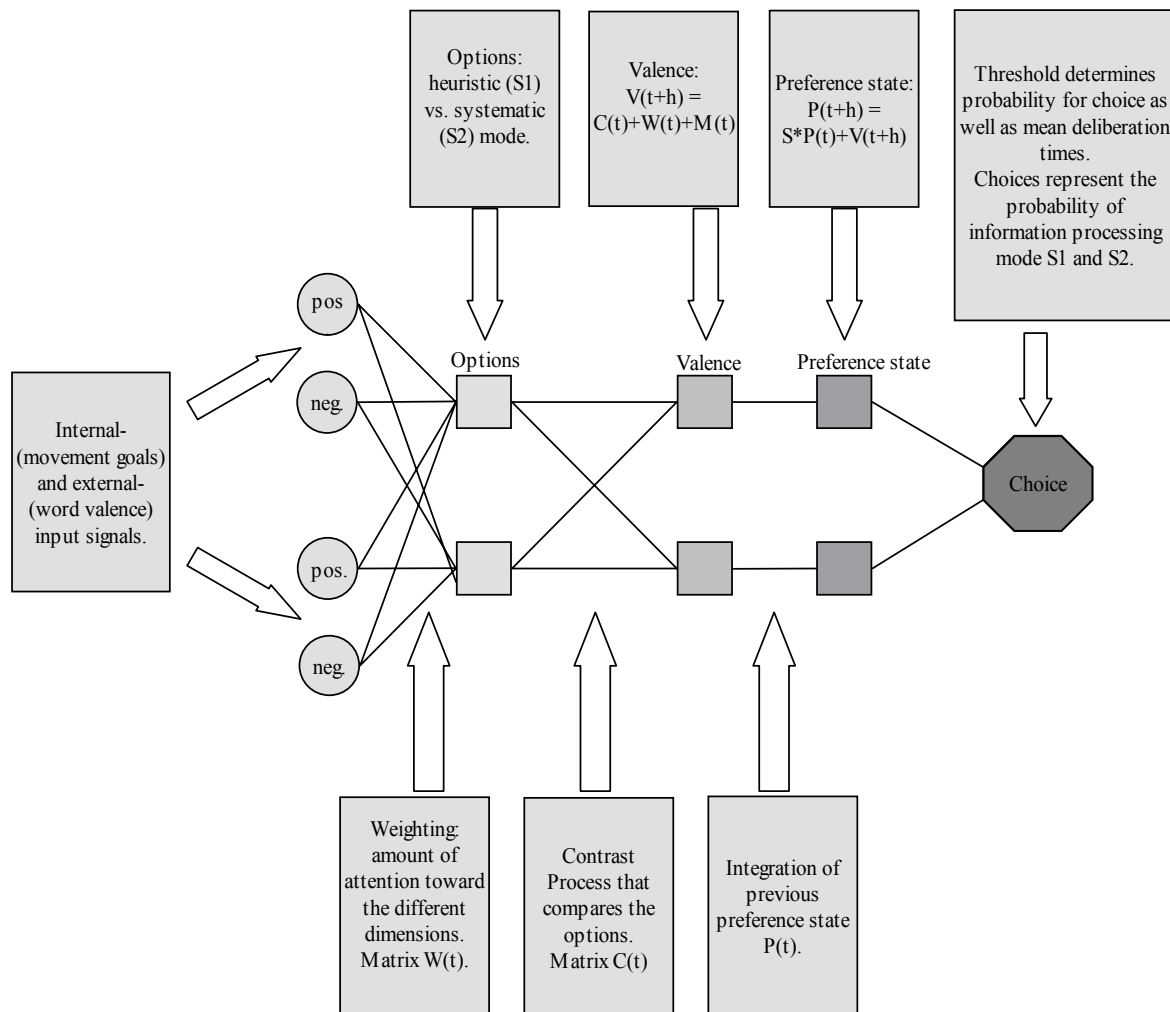 Options:
heuristic (S1)
vs. systematic
(S2) mode.
Valence:
V(t+h) =
C(t)+W(t)+M(t)
Preference state:
P(t+h) =
S*P(t)+V(t+h)
Threshold determines
probability for choice as
well as mean deliberation
times.
Choices represent the
probability of
information processing
mode S1 and S2.
pos
neg.
pos.
neg.
Internal-
(movement goals)
and external-
(word valence)
input signals.
Options
Valence
Preference state
Choice
Weighting:
amount of
attention toward
the different
dimensions.
Matrix W(t).
Contrast
Process that
compares the
options.
Matrix C(t)
Integration of
previous
preference state
P(t).